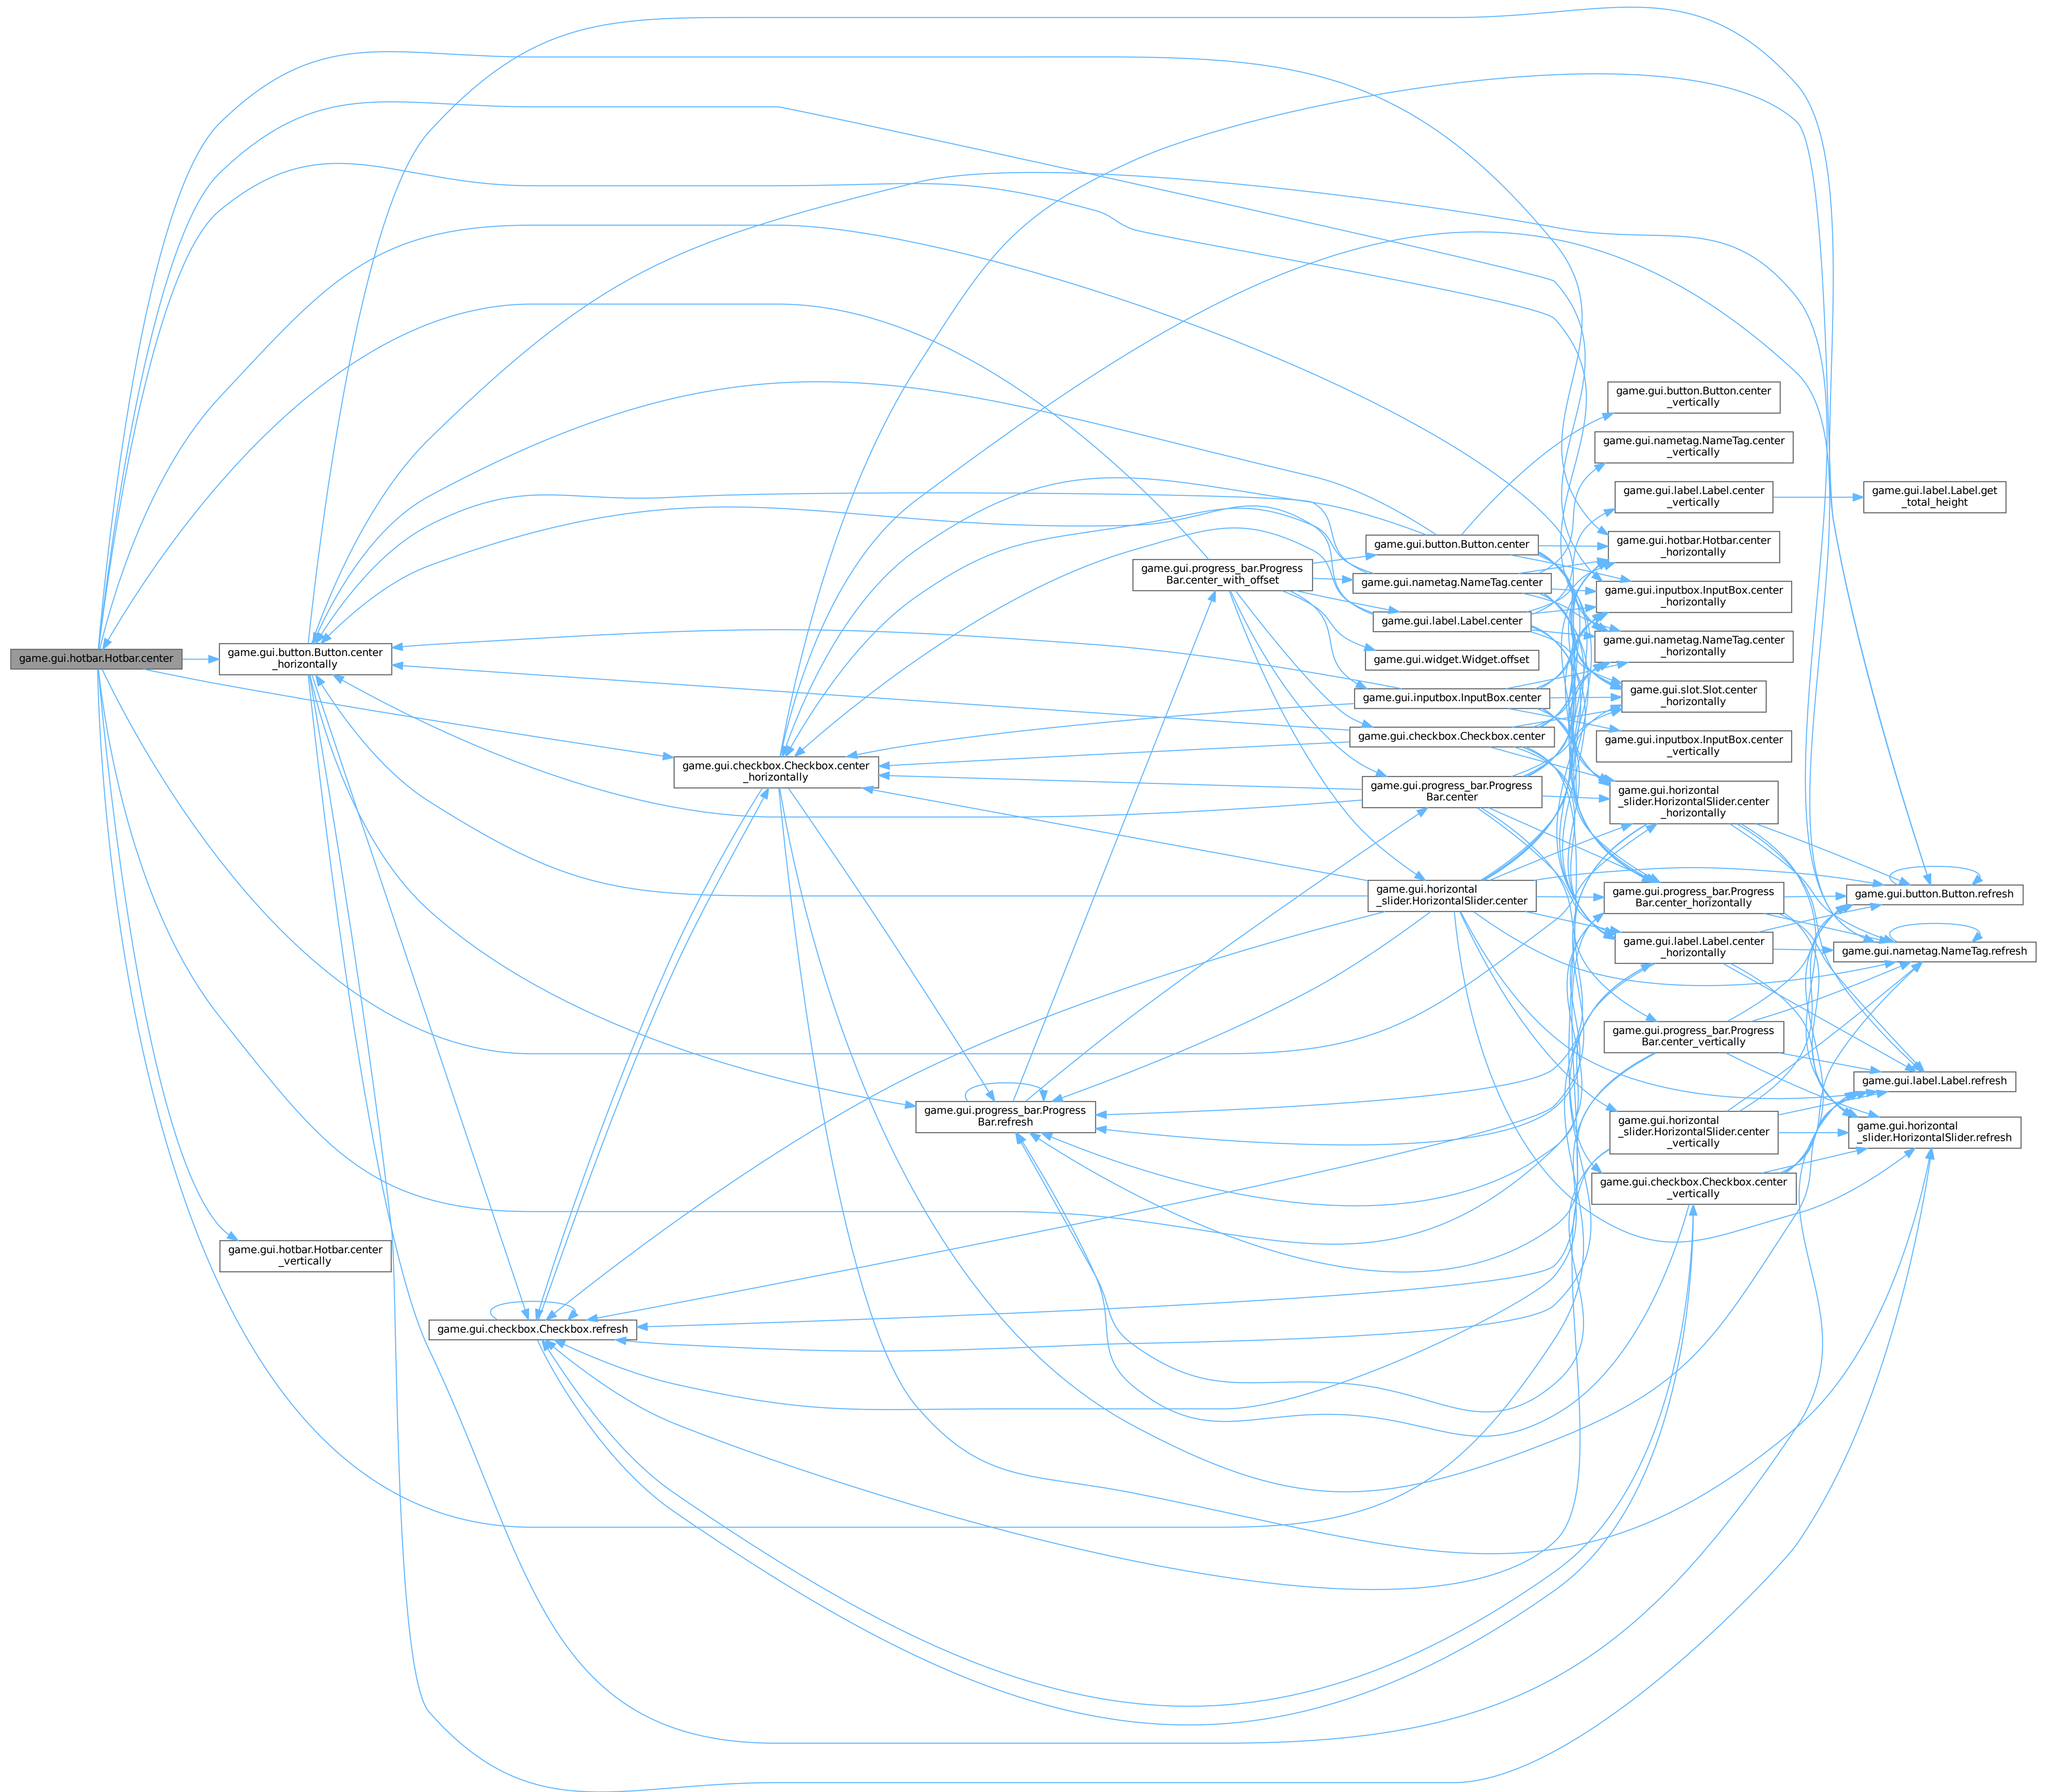 game.gui.hotbar.Hotbar.center
game.gui.button.Button.center
_horizontally
game.gui.hotbar.Hotbar.center
_vertically
game.gui.checkbox.Checkbox.refresh
game.gui.checkbox.Checkbox.center
_horizontally
game.gui.progress_bar.Progress
Bar.refresh
game.gui.progress_bar.Progress
Bar.center_with_offset
game.gui.button.Button.center
game.gui.nametag.NameTag.center
game.gui.label.Label.center
game.gui.widget.Widget.offset
game.gui.inputbox.InputBox.center
game.gui.checkbox.Checkbox.center
game.gui.progress_bar.Progress
Bar.center
game.gui.horizontal
_slider.HorizontalSlider.center
game.gui.button.Button.center
_vertically
game.gui.nametag.NameTag.center
_vertically
game.gui.label.Label.center
_vertically
game.gui.hotbar.Hotbar.center
_horizontally
game.gui.inputbox.InputBox.center
_horizontally
game.gui.nametag.NameTag.center
_horizontally
game.gui.slot.Slot.center
_horizontally
game.gui.inputbox.InputBox.center
_vertically
game.gui.horizontal
_slider.HorizontalSlider.center
_horizontally
game.gui.progress_bar.Progress
Bar.center_horizontally
game.gui.label.Label.center
_horizontally
game.gui.progress_bar.Progress
Bar.center_vertically
game.gui.horizontal
_slider.HorizontalSlider.center
_vertically
game.gui.checkbox.Checkbox.center
_vertically
game.gui.label.Label.get
_total_height
game.gui.button.Button.refresh
game.gui.nametag.NameTag.refresh
game.gui.label.Label.refresh
game.gui.horizontal
_slider.HorizontalSlider.refresh